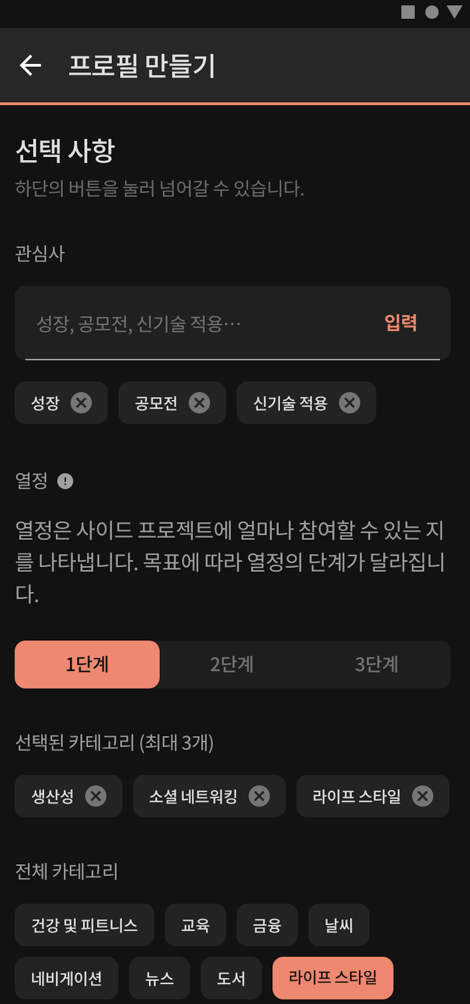 프로필 만들기
선택 사항
하단의 버튼을 눌러 넘어갈 수 있습니다.
관심사
성장, 공모전, 신기술 적용… 입력
성장 공모전 신기술 적용
열정
열정은 사이드 프로젝트에 얼마나 참여할 수 있는 지
를 나타냅니다. 목표에 따라 열정의 단계가 달라집니
다.
1단계 2단계 3단계
선택된 카테고리 (최대 3개)
생산성 소셜 네트워킹 라이프 스타일
전체 카테고리
건강 및 피트니스 교육 금융 날씨
네비게이션 뉴스 도서 라이프 스타일